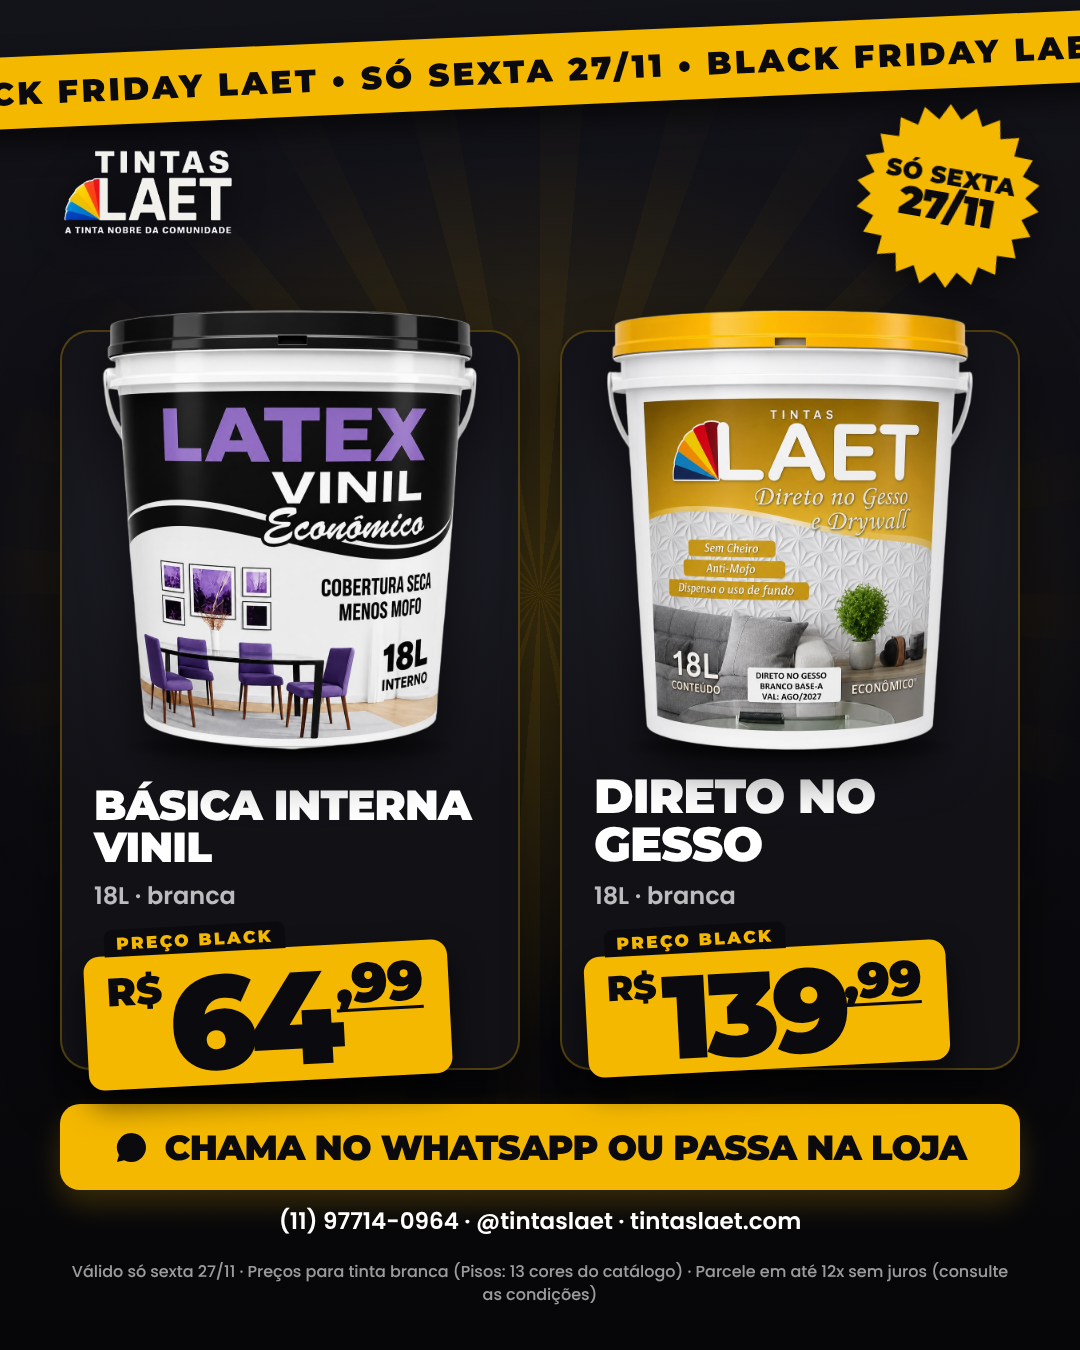 CK FRIDAY LAET • SÓ SEXTA 27/11 • BLACK FRIDAY LAE
TINTAS
LAET
A TINTA NOBRE DA COMUNIDADE
SÓ SEXTA
27/11
LATEX
VINIL
Econômico
COBERTURA SECA
MENOS MOFO
18L
INTERNO
TINTAS
LAET
Direto no Gesso
e Drywall
Sem Cheiro
Anti-Mofo
Dispensa o uso de fundo
18L
CONTEÚDO
DIRETO NO GESSO
BRANCO BASE-A
VAL: AGO/2027
ECONÔMICO
BÁSICA INTERNA
VINIL
18L · branca
PREÇO BLACK
R$ 64,99
DIRETO NO
GESSO
18L · branca
PREÇO BLACK
R$ 139,99
CHAMA NO WHATSAPP OU PASSA NA LOJA
(11) 97714-0964 · @tintaslaet · tintaslaet.com
Válido só sexta 27/11 · Preços para tinta branca (Pisos: 13 cores do catálogo) · Parcele em até 12x sem juros (consulte
as condições)